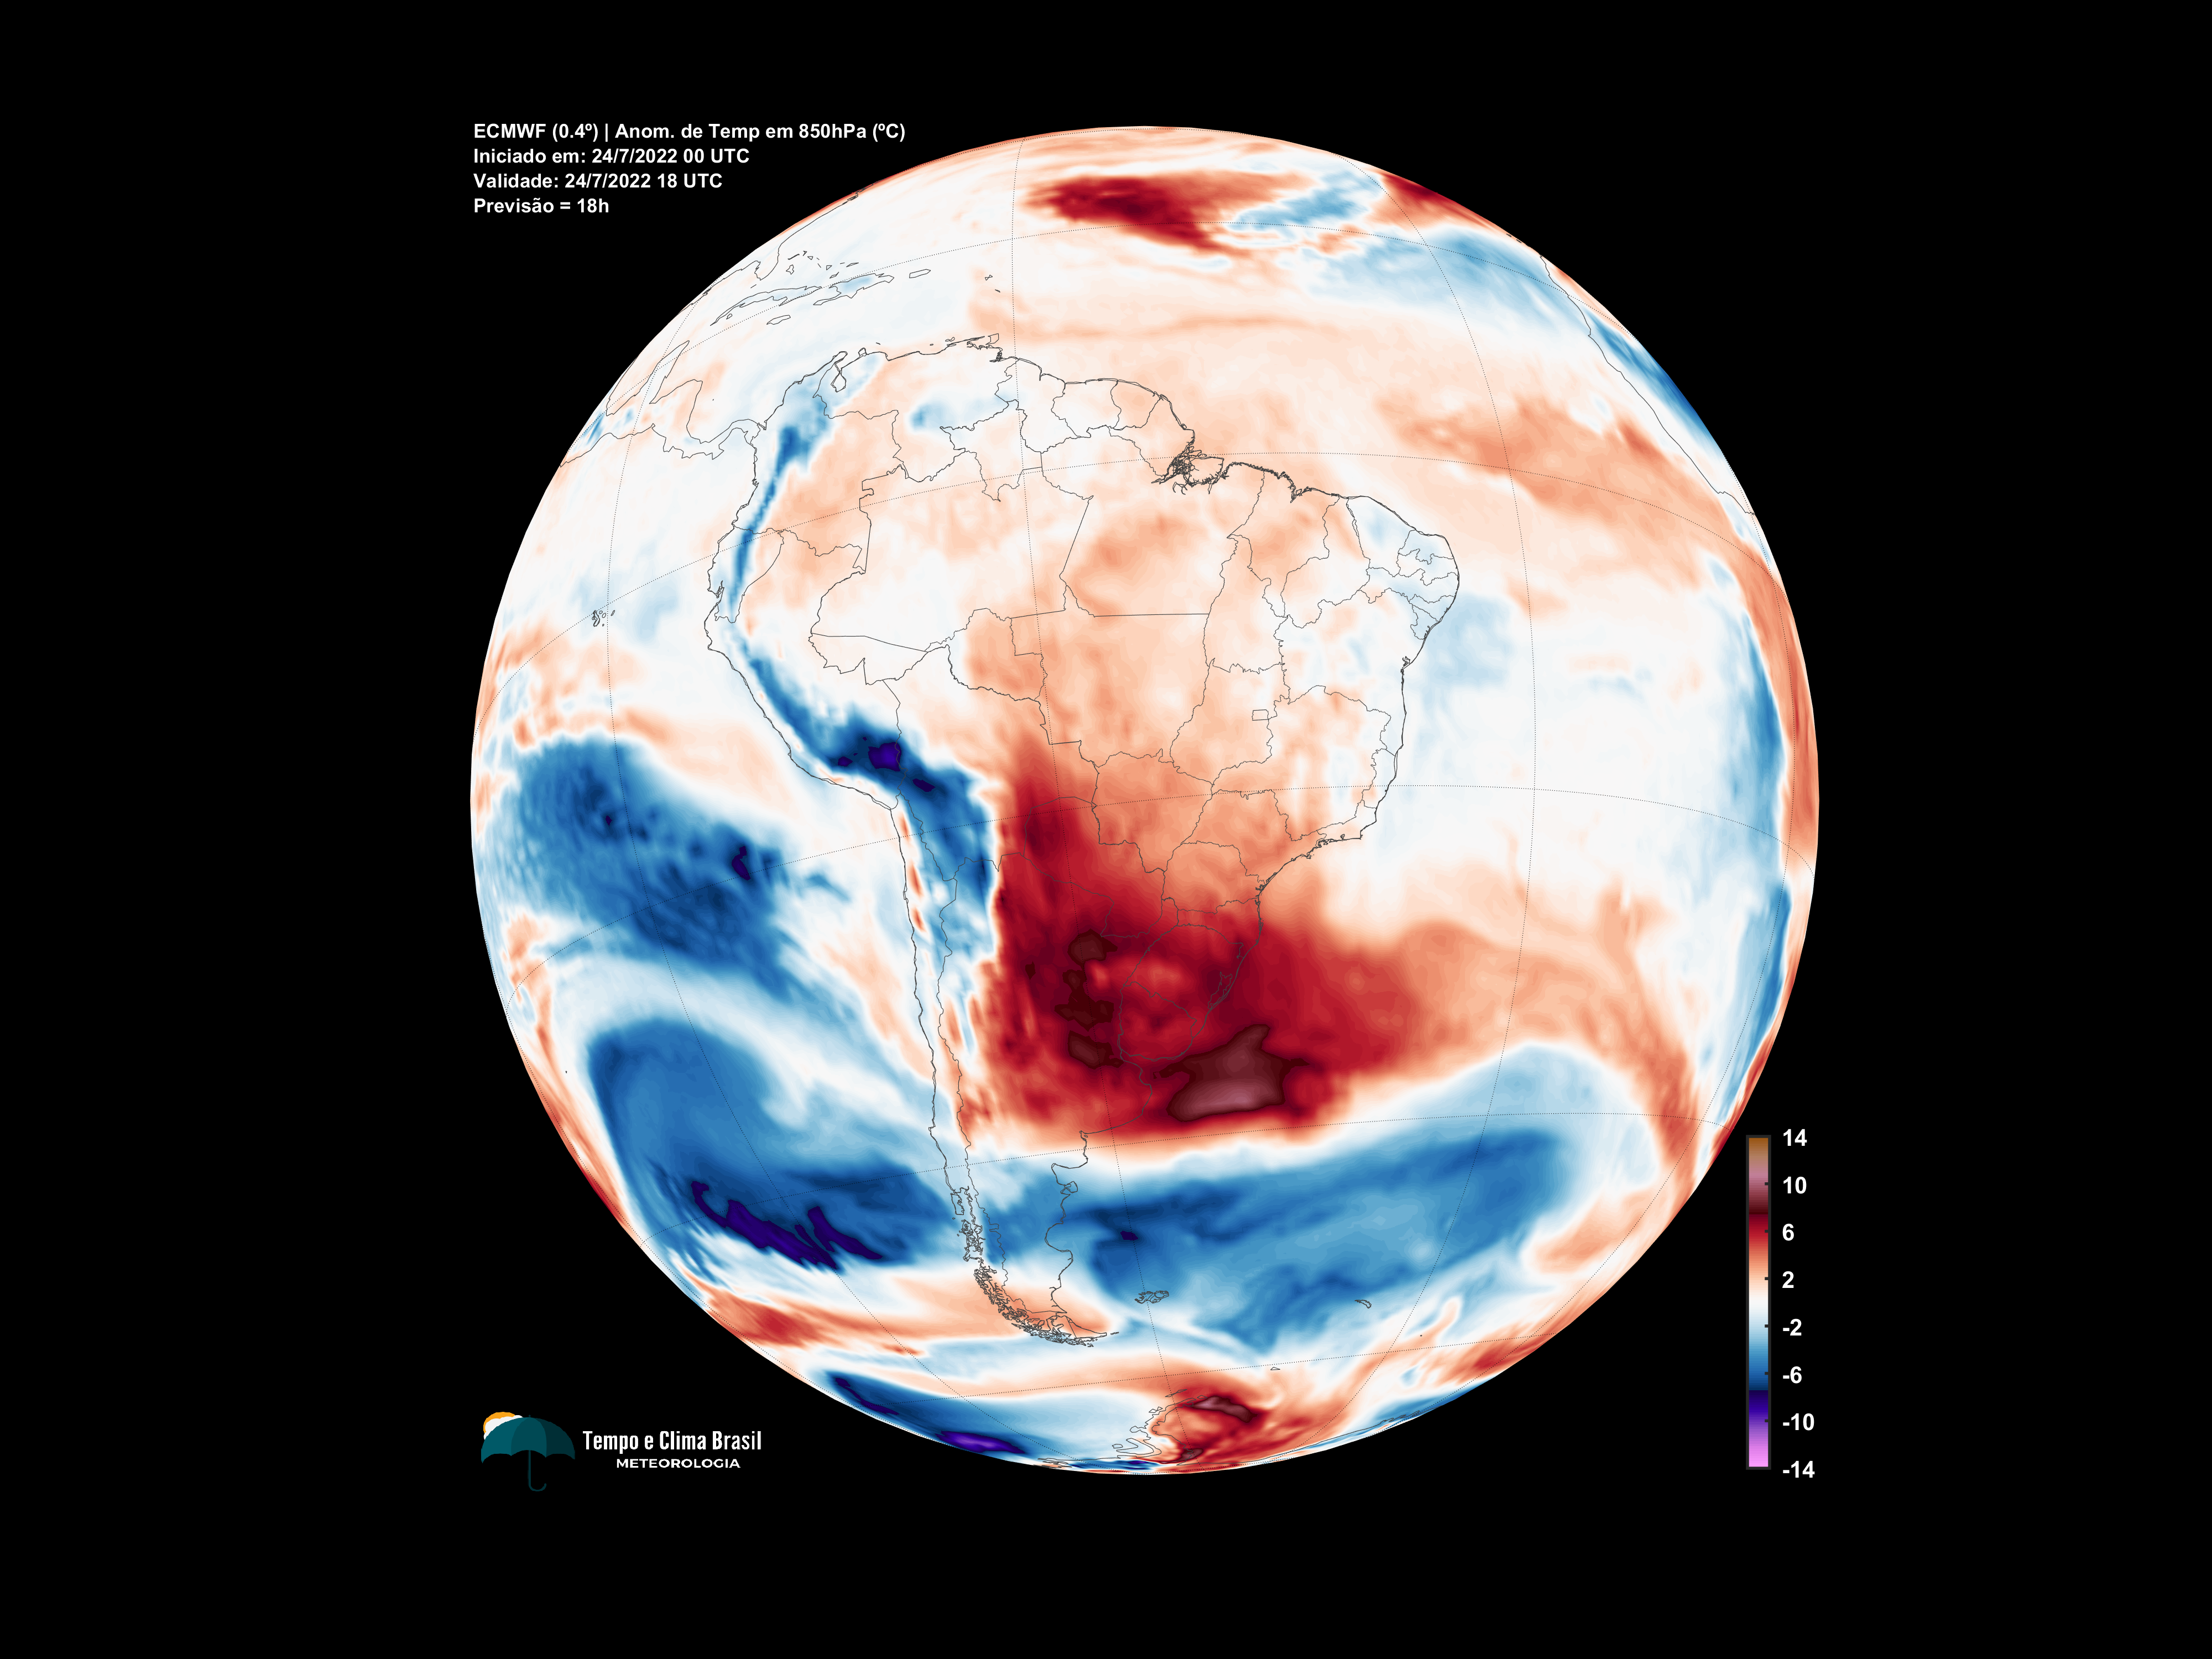 ECMWF (0.4º) | Anom. de Temp em 850hPa (ºC)
Iniciado em: 24/7/2022 00 UTC
Validade: 24/7/2022 18 UTC
Previsão = 18h
14
10
6
2
-2
-6
-10
-14
Tempo e Clima Brasil
METEOROLOGIA